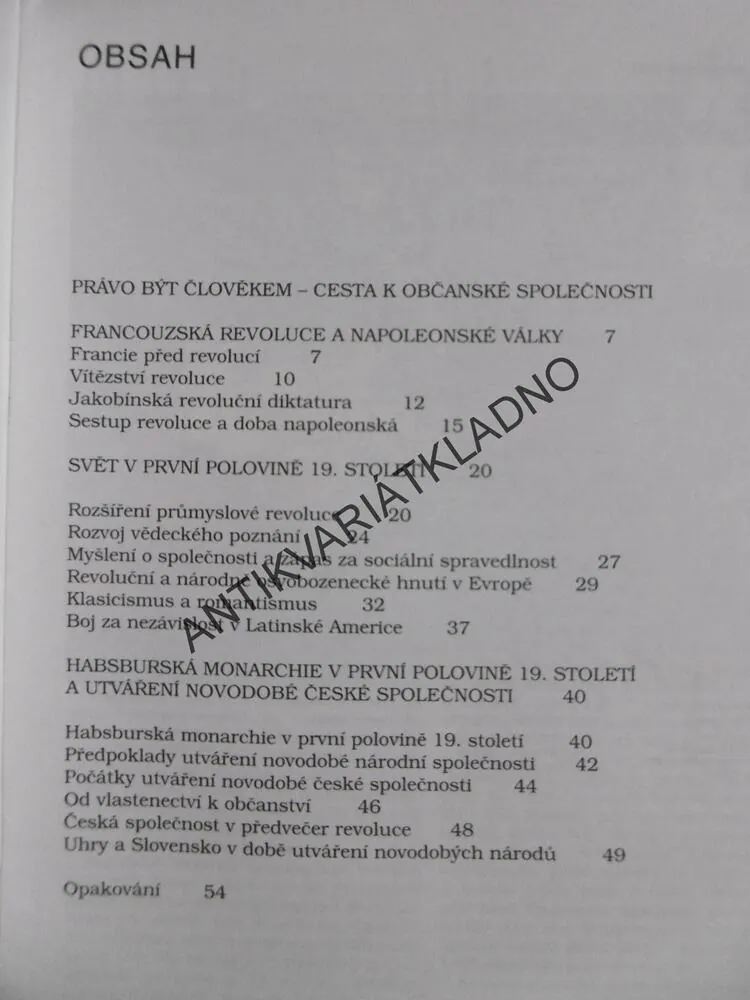 OBSAH
PRÁVO BÝT ČLOVĚKEM – CESTA K OBČANSKÉ SPOLEČNOSTI
FRANCOUZSKÁ REVOLUCE A NAPOLEONSKÉ VÁLKY 7
Francie před revolucí 7
Vítězství revoluce 10
Jakobínská revoluční diktatura 12
Sestup revoluce a doba napoleonská 15
SVĚT V PRVNÍ POLOVINĚ 19. STOLETÍ 20
Rozšíření průmyslové revoluce 20
Rozvoj vědeckého poznání 24
Myšlení o společnosti a zápas za sociální spravedlnost 27
Revoluční a národně osvobozenecké hnutí v Evropě 29
Klasicismus a romantismus 32
Boj za nezávislost v Latinské Americe 37
HABSBURSKÁ MONARCHIE V PRVNÍ POLOVINĚ 19. STOLETÍ
A UTVÁŘENÍ NOVODOBÉ ČESKÉ SPOLEČNOSTI 40
Habsburská monarchie v první polovině 19. století 40
Předpoklady utváření novodobé národní společnosti 42
Počátky utváření novodobé české společnosti 44
Od vlastenectví k občanství 46
Česká společnost v předvečer revoluce 48
Uhry a Slovensko v době utváření novodobých národů 49
Opakování 54
ANTIKVARIÁTKLADNO